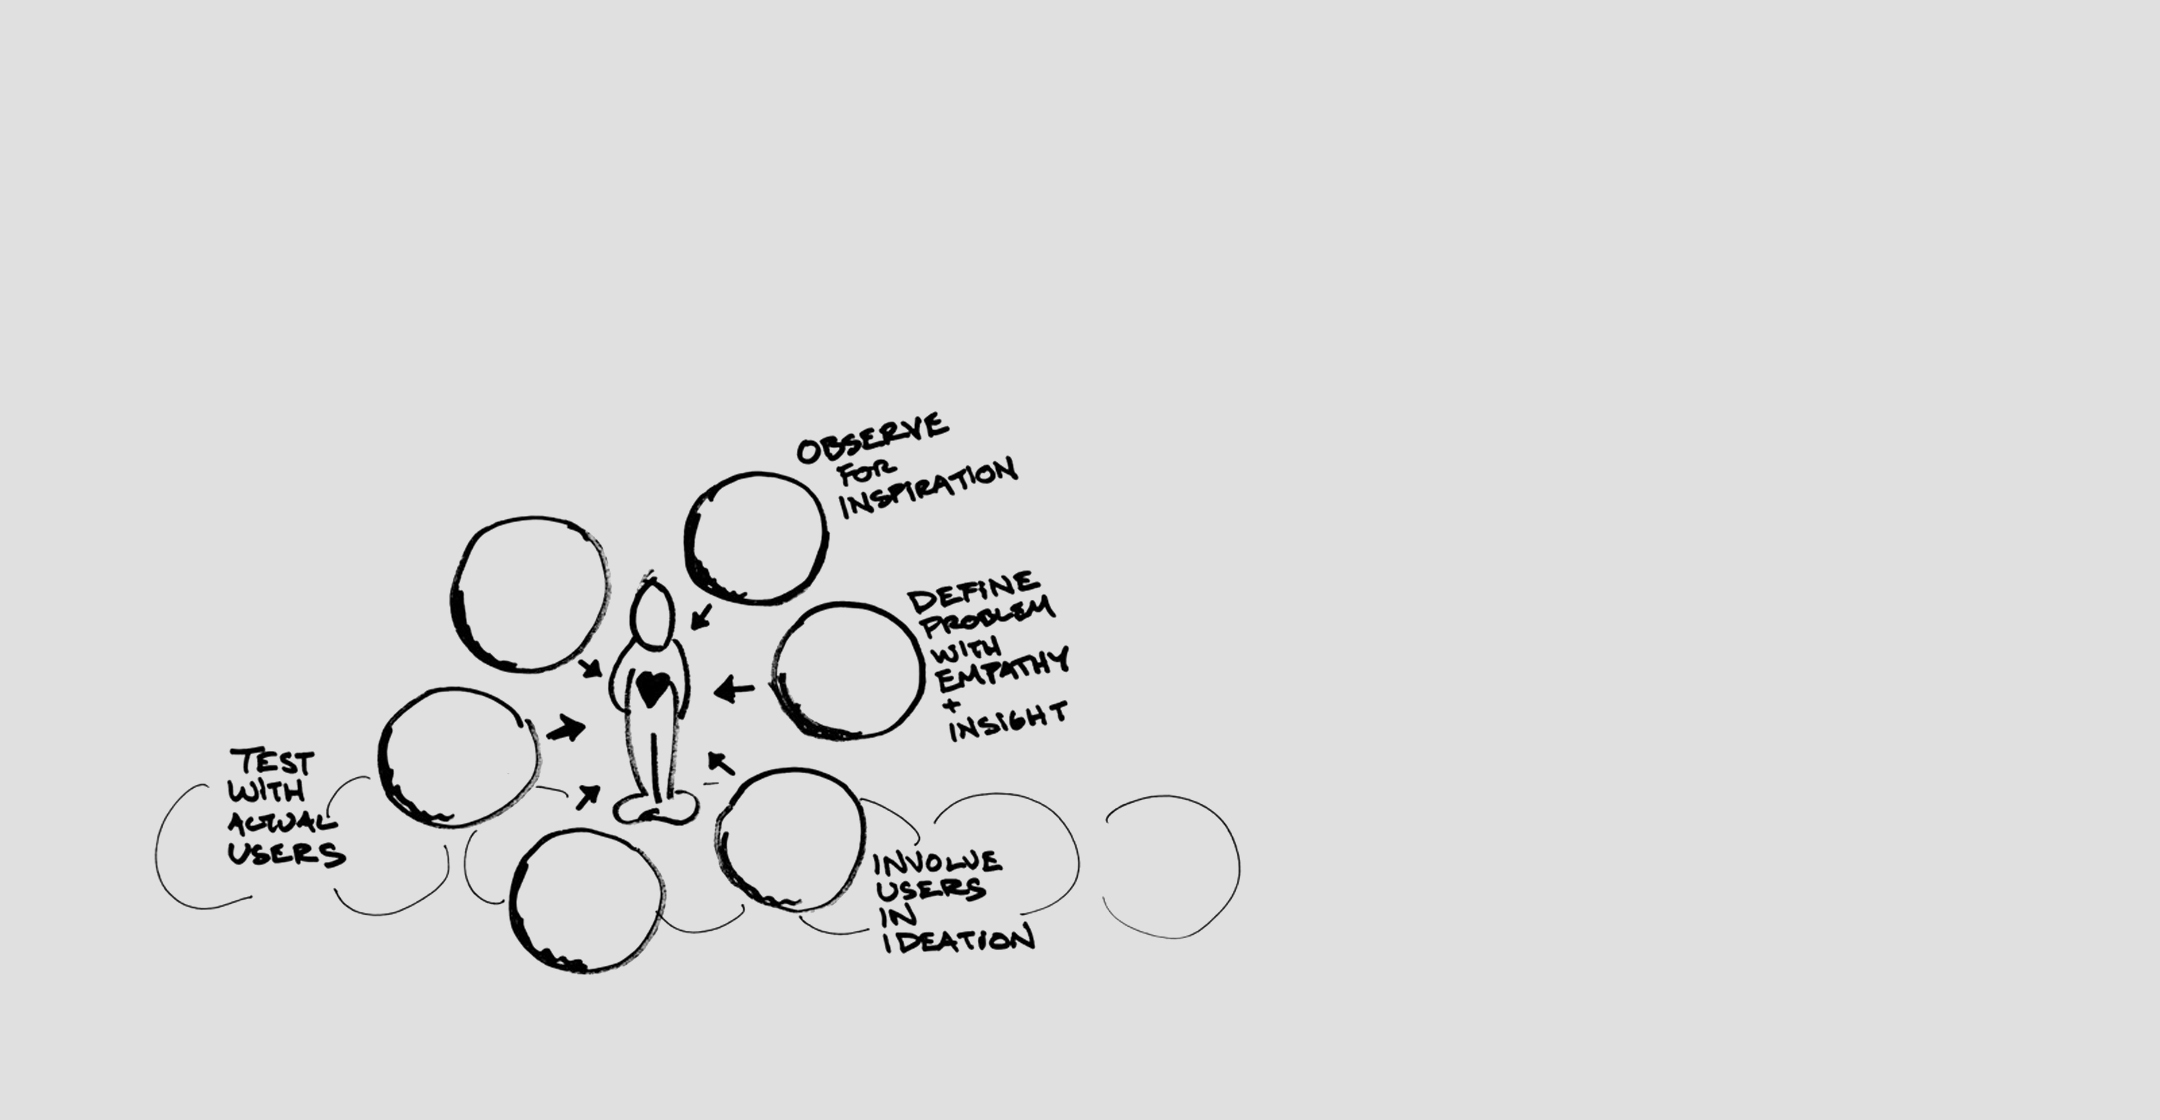 OBSERVE
FOR
INSPIRATION
DEFINE
PROBLEM
WITH
EMPATHY
+
INSIGHT
INVOLVE
USERS
IN
IDEATION
TEST
WITH
ACTUAL
USERS